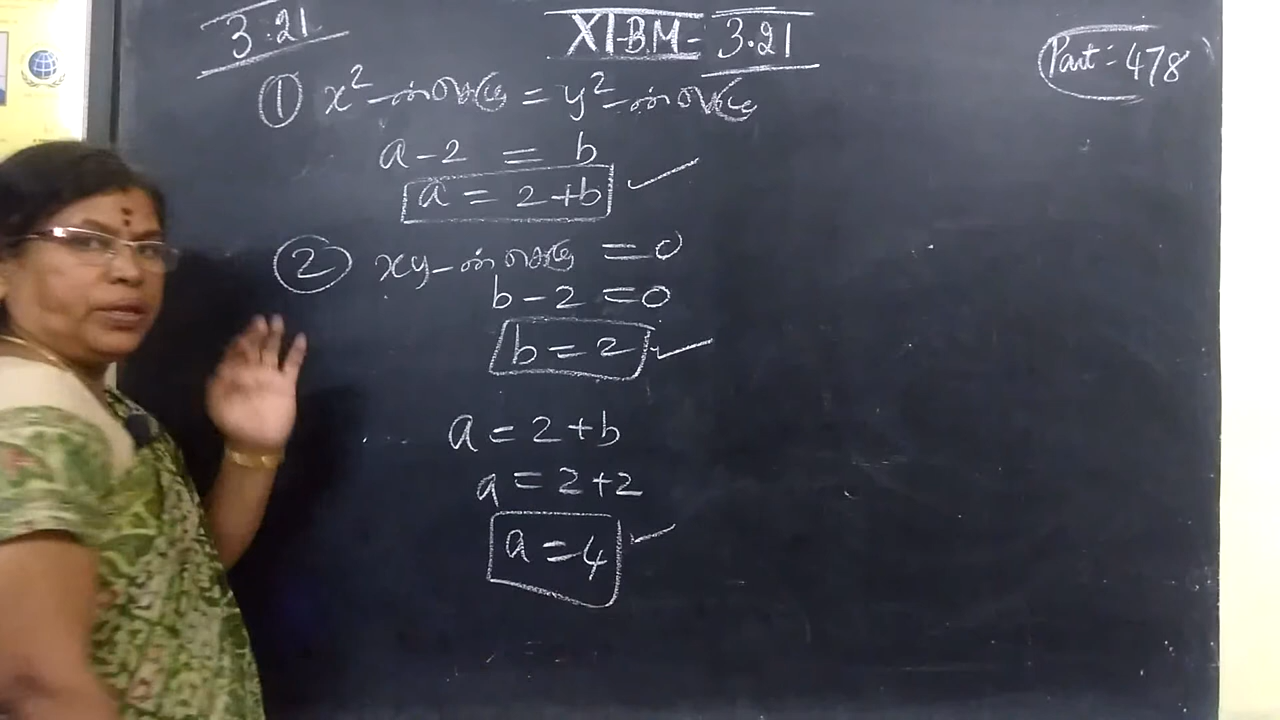 3.21
XI-B.M- 3.21
Part:- 478
① x²-ன் கெழு = y²-ன் கெழு
a-2 = b
a = 2+b
② xy-ன் கெழு = 0
b-2 = 0
b = 2
a = 2+b
a = 2+2
a = 4